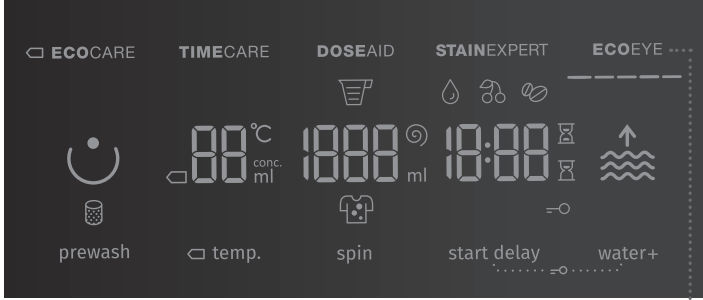 ECOCARE TIMECARE DOSEAID STAINEXPERT ECOEYE
88 °C 1888 18:88
conc.
ml ml
prewash temp. spin start delay water+